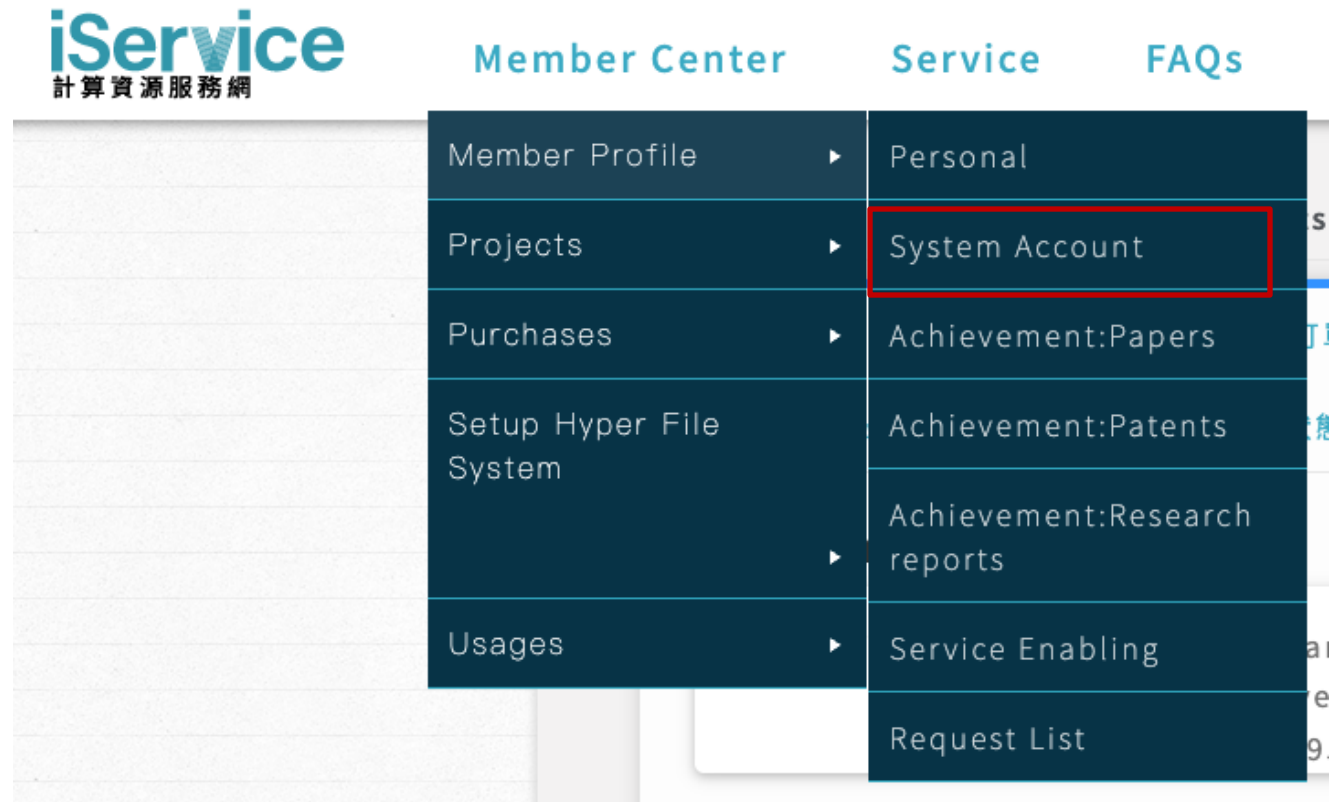 iService
計算資源服務網
Member Center
Service
FAQs
Member Profile
Projects
Purchases
Setup Hyper File
System
Usages
Personal
System Account
Achievement:Papers
Achievement:Patents
Achievement:Research
reports
Service Enabling
Request List